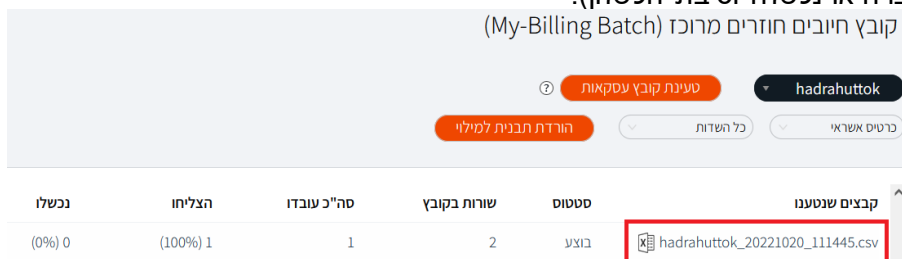 קובץ חיובים חוזרים מרוכז (My-Billing Batch)
hadrahuttok טעינת קובץ עסקאות ?
כרטיס אשראי כל השדות הורדת תבנית למילוי
קבצים שנטענו סטטוס שורות בקובץ סה"כ עובדו הצליחו נכשלו
hadrahuttok_20221020_111445.csv בוצע 2 1 1 (100%) 0 (0%)